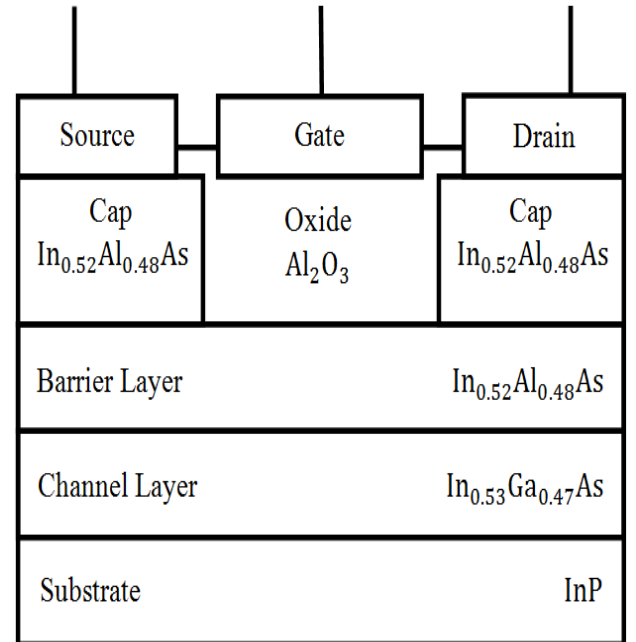 Source Gate Drain
Cap Oxide Cap
In₀.₅₂Al₀.₄₈As Al₂O₃ In₀.₅₂Al₀.₄₈As
Barrier Layer In₀.₅₂Al₀.₄₈As
Channel Layer In₀.₅₃Ga₀.₄₇As
Substrate InP